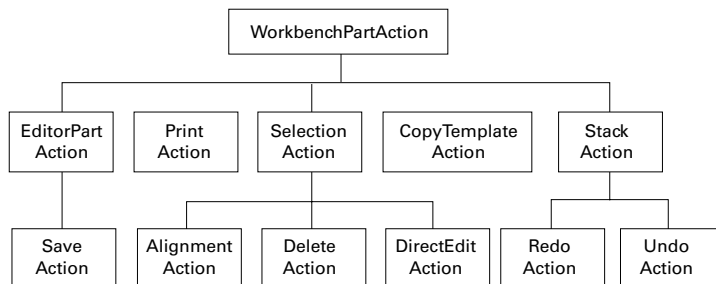 WorkbenchPartAction
EditorPart
Action
Print
Action
Selection
Action
CopyTemplate
Action
Stack
Action
Save
Action
Alignment
Action
Delete
Action
DirectEdit
Action
Redo
Action
Undo
Action